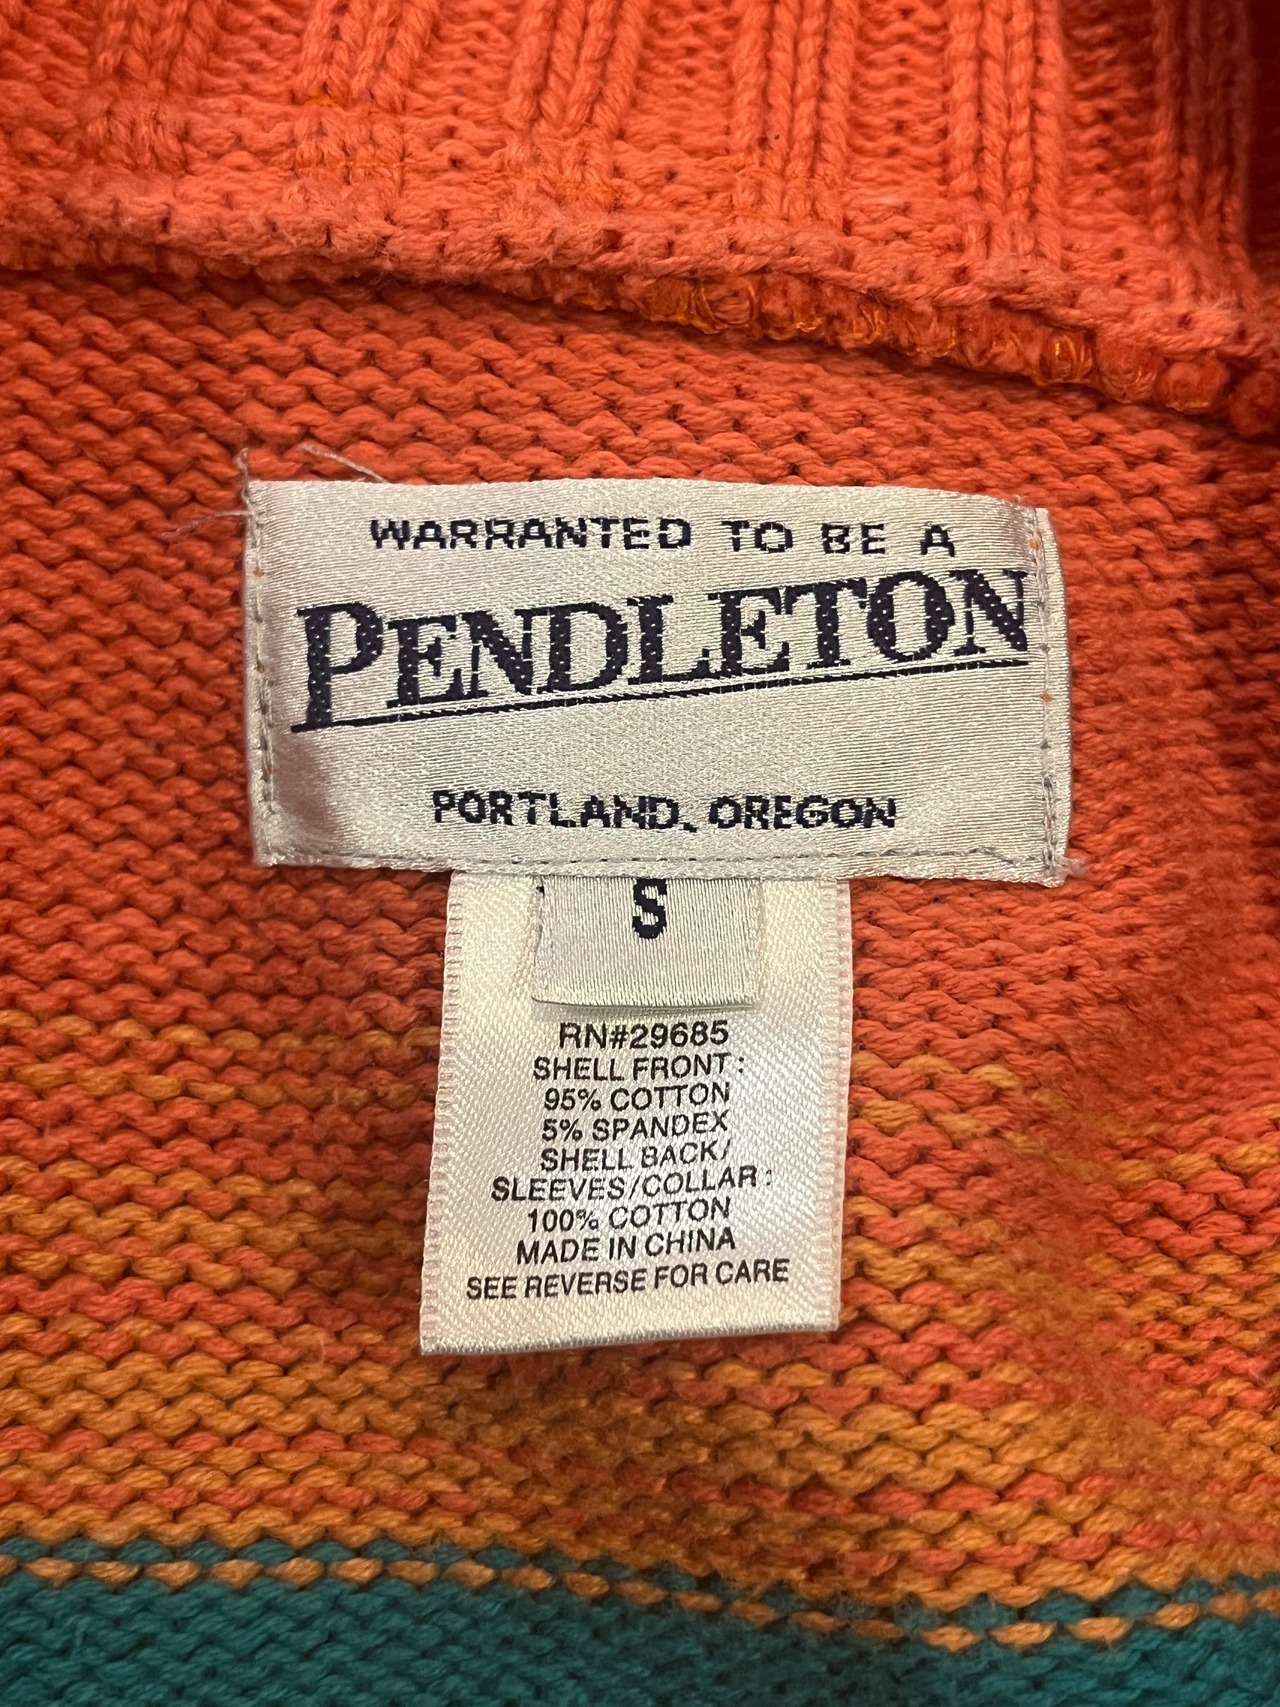 WARRANTED TO BE A
PENDLETON
PORTLAND, OREGON
S
RN#29685
SHELL FRONT:
95% COTTON
5% SPANDEX
SHELL BACK/
SLEEVES/COLLAR:
100% COTTON
MADE IN CHINA
SEE REVERSE FOR CARE